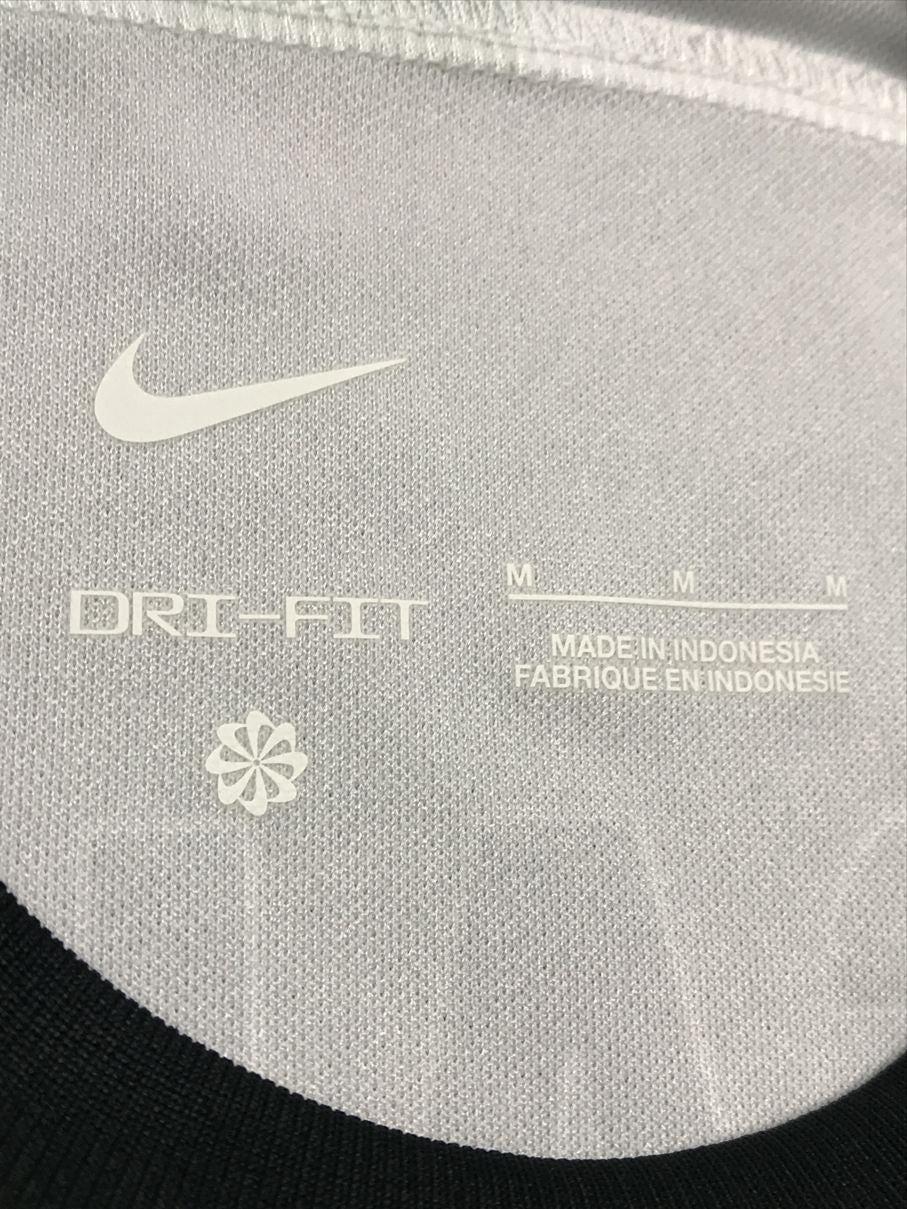 DRI-FIT
M M M
MADE IN INDONESIA
FABRIQUE EN INDONESIE